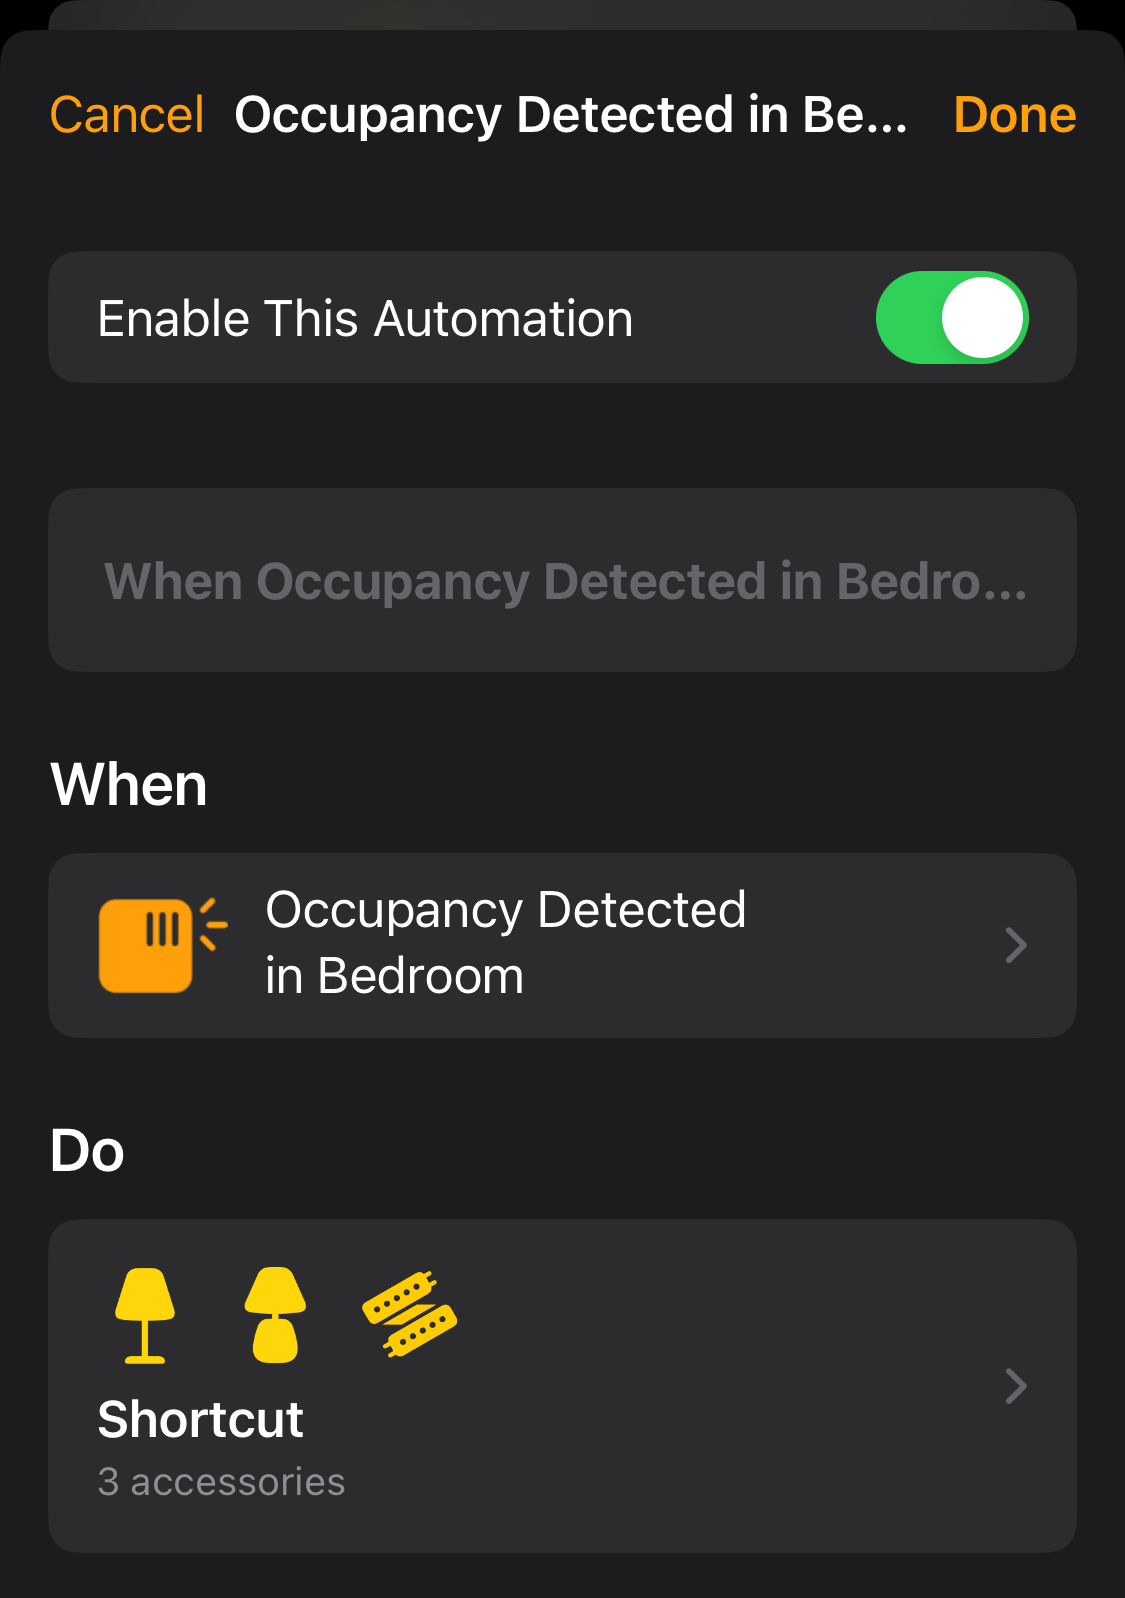 Cancel Occupancy Detected in Be... Done
Enable This Automation
When Occupancy Detected in Bedro...
When
Occupancy Detected
in Bedroom
Do
Shortcut
3 accessories